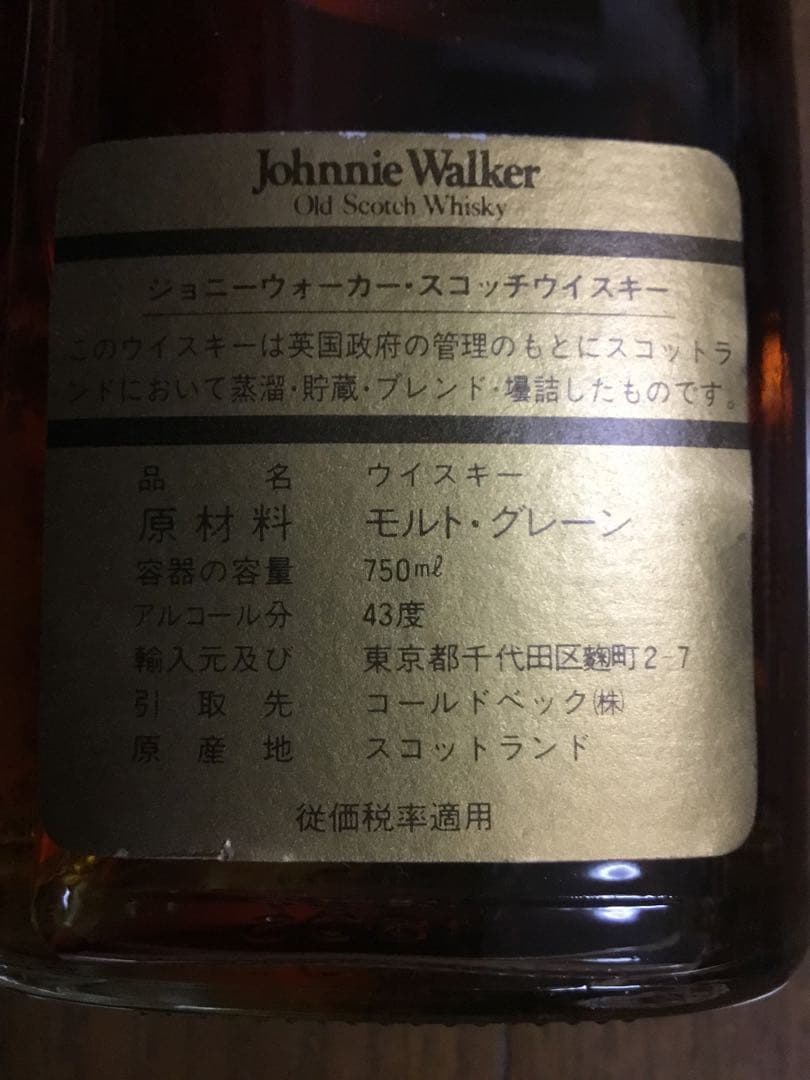 Johnnie Walker
Old Scotch Whisky
ジョニーウォーカー・スコッチウイスキー
このウイスキーは英国政府の管理のもとにスコットラ
ンドにおいて蒸溜・貯蔵・ブレンド・壜詰したものです。
品名 ウイスキー
原材料 モルト・グレーン
容器の容量 750mℓ
アルコール分 43度
輸入元及び 東京都千代田区麴町2-7
引取先 コールドベック㈱
原産地 スコットランド
従価税率適用